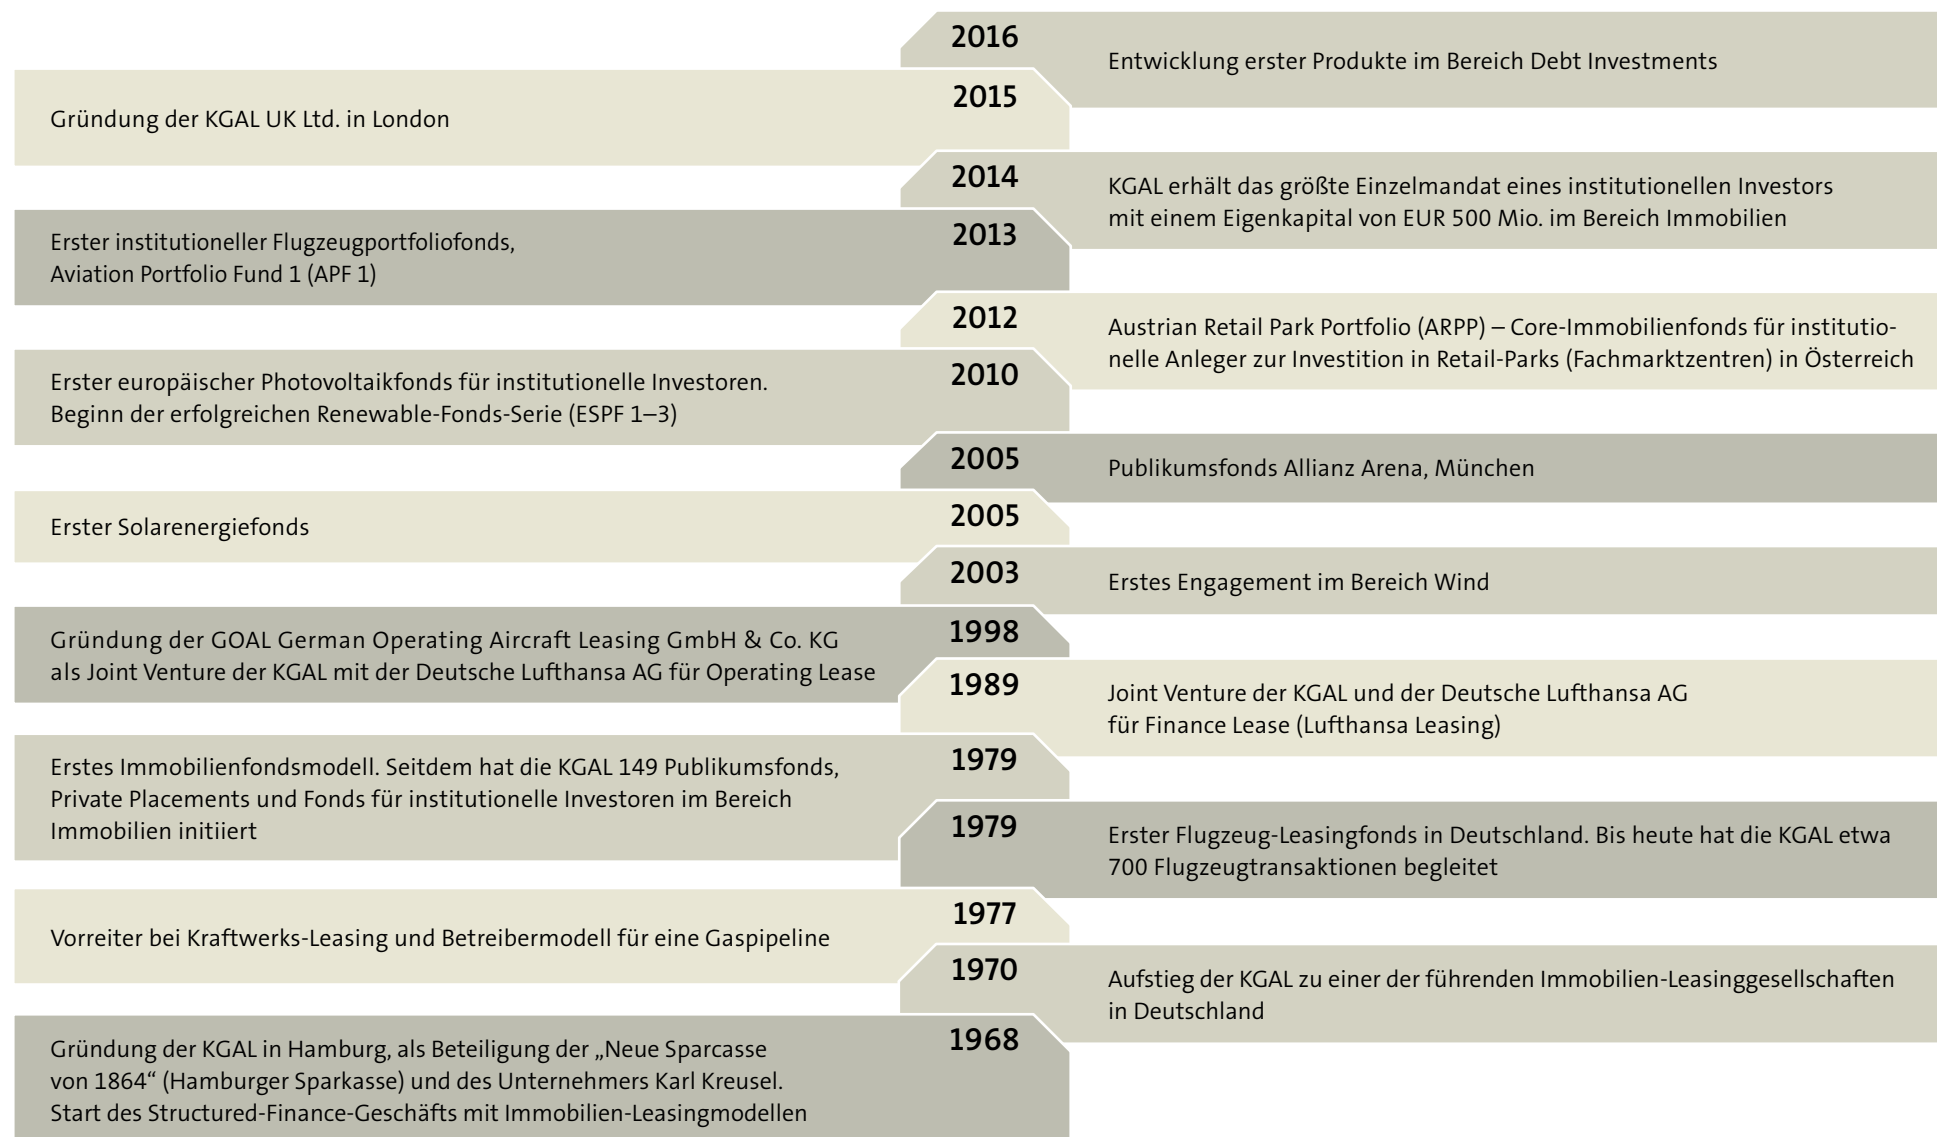 2016
Entwicklung erster Produkte im Bereich Debt Investments
2015
Gründung der KGAL UK Ltd. in London
2014
KGAL erhält das größte Einzelmandat eines institutionellen Investors
mit einem Eigenkapital von EUR 500 Mio. im Bereich Immobilien
2013
Erster institutioneller Flugzeugportfoliofonds,
Aviation Portfolio Fund 1 (APF 1)
2012
Austrian Retail Park Portfolio (ARPP) – Core-Immobilienfonds für institutio-
nelle Anleger zur Investition in Retail-Parks (Fachmarktzentren) in Österreich
2010
Erster europäischer Photovoltaikfonds für institutionelle Investoren.
Beginn der erfolgreichen Renewable-Fonds-Serie (ESPF 1–3)
2005
Publikumsfonds Allianz Arena, München
2005
Erster Solarenergiefonds
2003
Erstes Engagement im Bereich Wind
1998
Gründung der GOAL German Operating Aircraft Leasing GmbH & Co. KG
als Joint Venture der KGAL mit der Deutsche Lufthansa AG für Operating Lease
1989
Joint Venture der KGAL und der Deutsche Lufthansa AG
für Finance Lease (Lufthansa Leasing)
1979
Erstes Immobilienfondsmodell. Seitdem hat die KGAL 149 Publikumsfonds,
Private Placements und Fonds für institutionelle Investoren im Bereich
Immobilien initiiert
1979
Erster Flugzeug-Leasingfonds in Deutschland. Bis heute hat die KGAL etwa
700 Flugzeugtransaktionen begleitet
1977
Vorreiter bei Kraftwerks-Leasing und Betreibermodell für eine Gaspipeline
1970
Aufstieg der KGAL zu einer der führenden Immobilien-Leasinggesellschaften
in Deutschland
1968
Gründung der KGAL in Hamburg, als Beteiligung der „Neue Sparcasse
von 1864“ (Hamburger Sparkasse) und des Unternehmers Karl Kreusel.
Start des Structured-Finance-Geschäfts mit Immobilien-Leasingmodellen